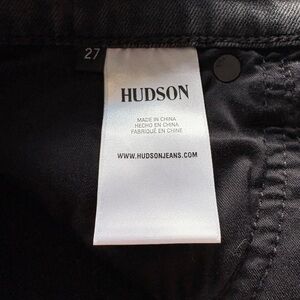 27
HUDSON
MADE IN CHINA
HECHO EN CHINA
FABRIQUÉ EN CHINE
WWW.HUDSONJEANS.COM